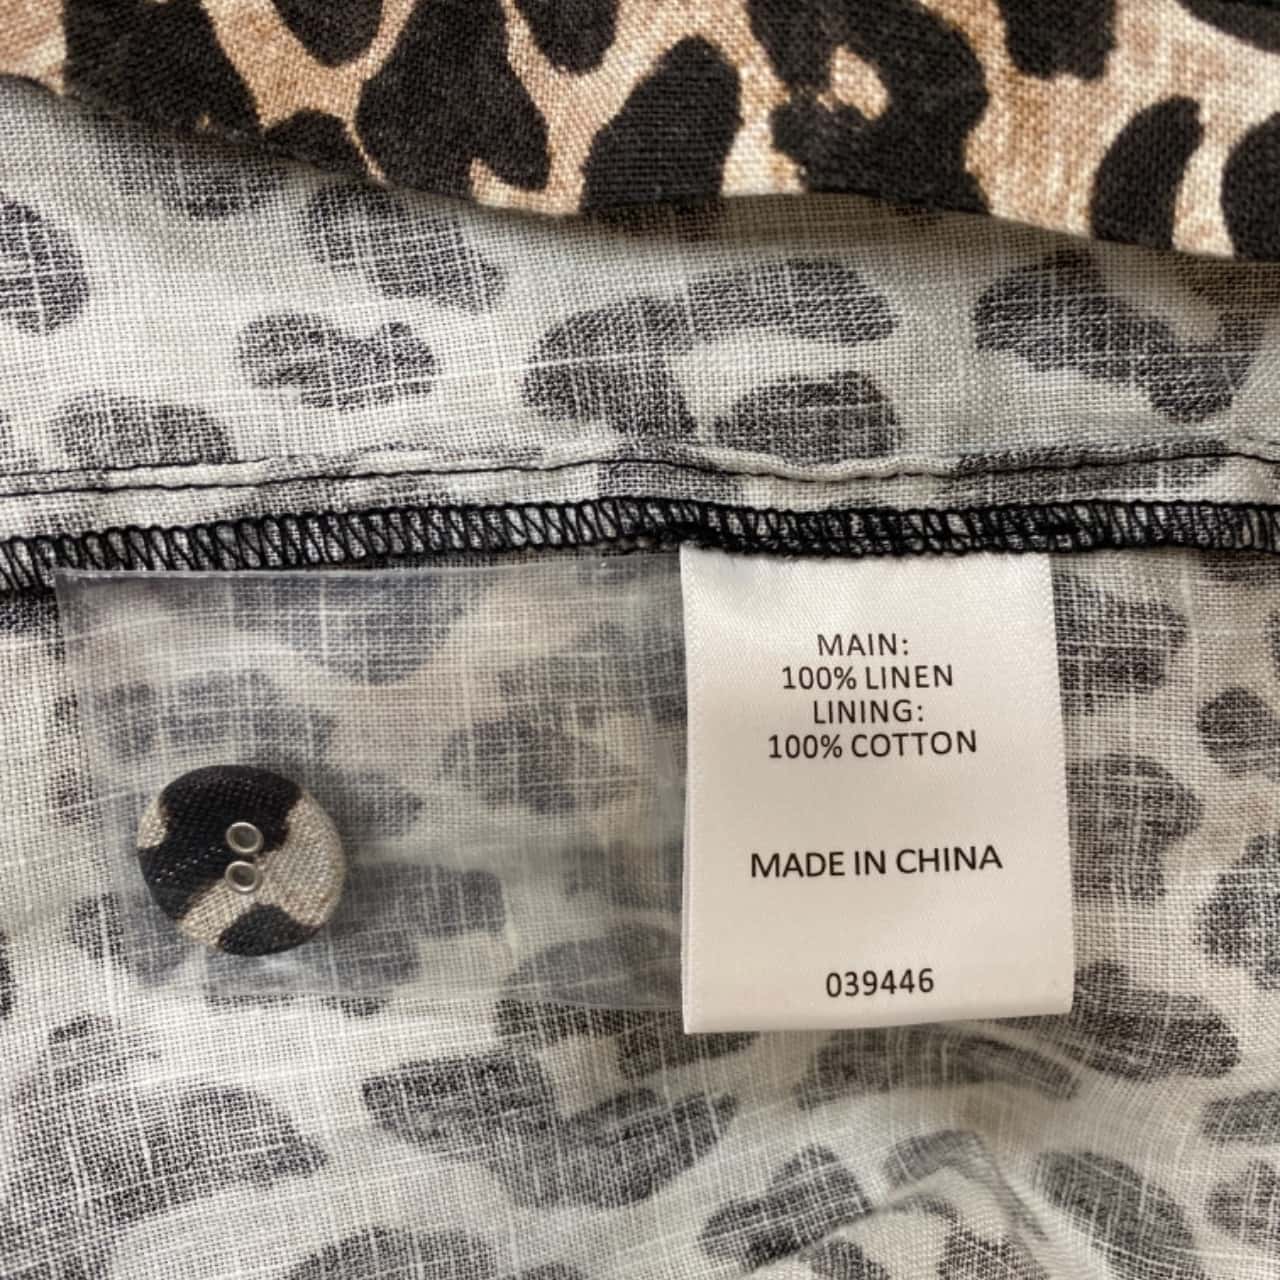 MAIN:
100% LINEN
LINING:
100% COTTON
MADE IN CHINA
039446